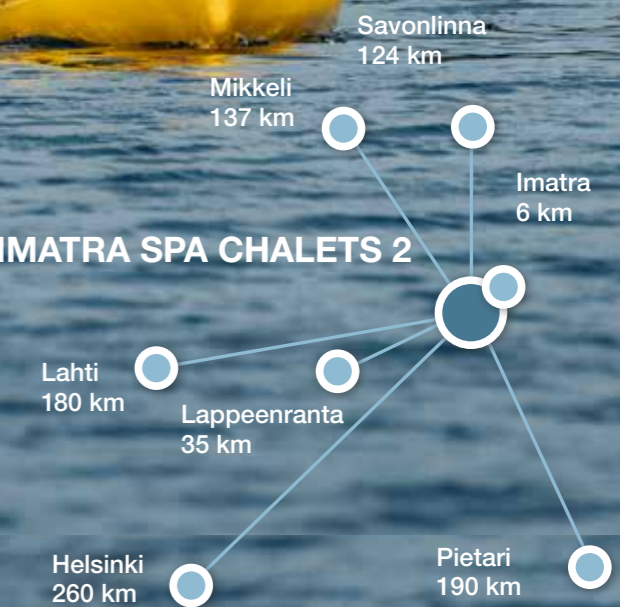 Savonlinna
124 km
Mikkeli
137 km
Imatra
6 km
IMATRA SPA CHALETS 2
Lahti
180 km
Lappeenranta
35 km
Helsinki
260 km
Pietari
190 km